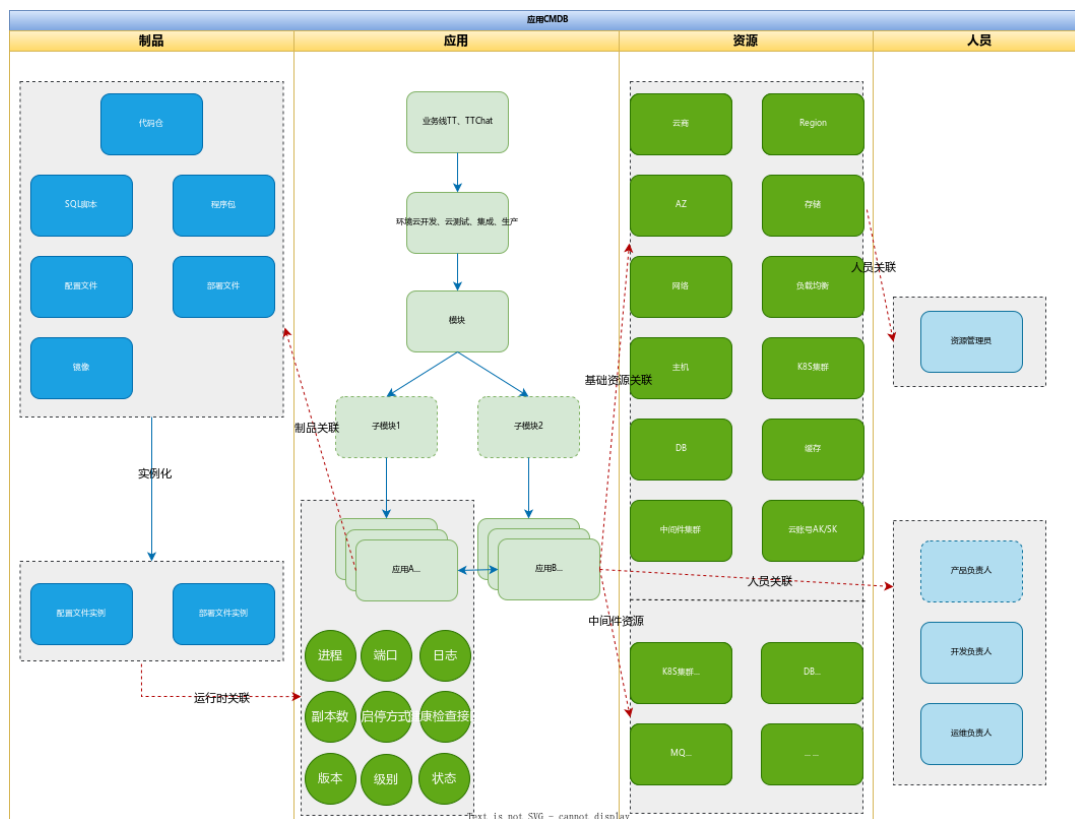 应用CMDB
制品
应用
资源
人员
代码仓
SQL脚本
程序包
配置文件
部署文件
镜像
实例化
配置文件实例
部署文件实例
运行时关联
业务线TT、TTChat
环境云开发、云测试、集成、生产
模块
子模块1
子模块2
制品关联
应用A...
应用B...
进程
端口
日志
副本数
启停方式
康检查接
版本
级别
状态
云商
Region
AZ
存储
网络
负载均衡
主机
K8S集群
DB
缓存
中间件集群
云账号AK/SK
基础资源关联
中间件资源
K8S集群...
DB...
MQ...
... ...
人员关联
资源管理员
人员关联
产品负责人
开发负责人
运维负责人
Text is not SVG - cannot display